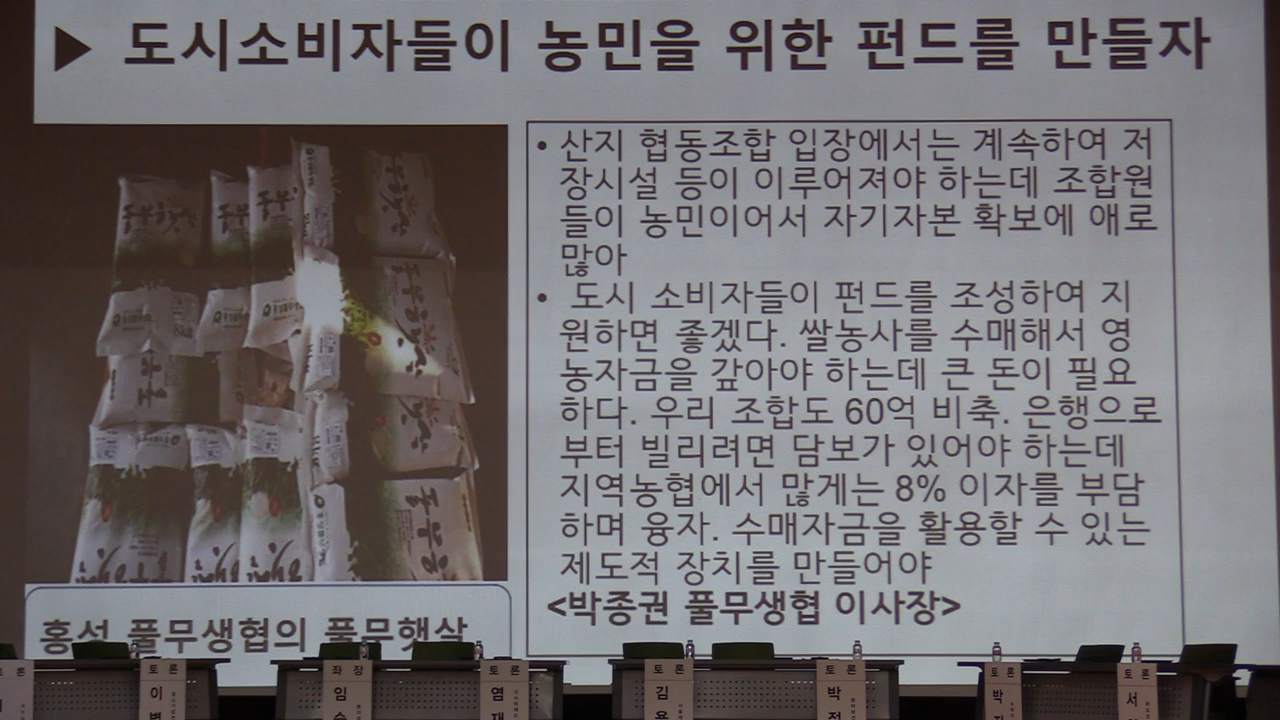 ▶ 도시소비자들이 농민을 위한 펀드를 만들자
• 산지 협동조합 입장에서는 계속하여 저
장시설 등이 이루어져야 하는데 조합원
들이 농민이어서 자기자본 확보에 애로
많아
• 도시 소비자들이 펀드를 조성하여 지
원하면 좋겠다. 쌀농사를 수매해서 영
농자금을 갚아야 하는데 큰 돈이 필요
하다. 우리 조합도 60억 비축. 은행으로
부터 빌리려면 담보가 있어야 하는데
지역농협에서 많게는 8% 이자를 부담
하며 융자. 수매자금을 활용할 수 있는
제도적 장치를 만들어야
<박종권 풀무생협 이사장>
홍성 풀무생협의 풀무햇살
8kg
토론
이
좌장
임
토론
염
토론
김
토론
박
토론
박
토론
서